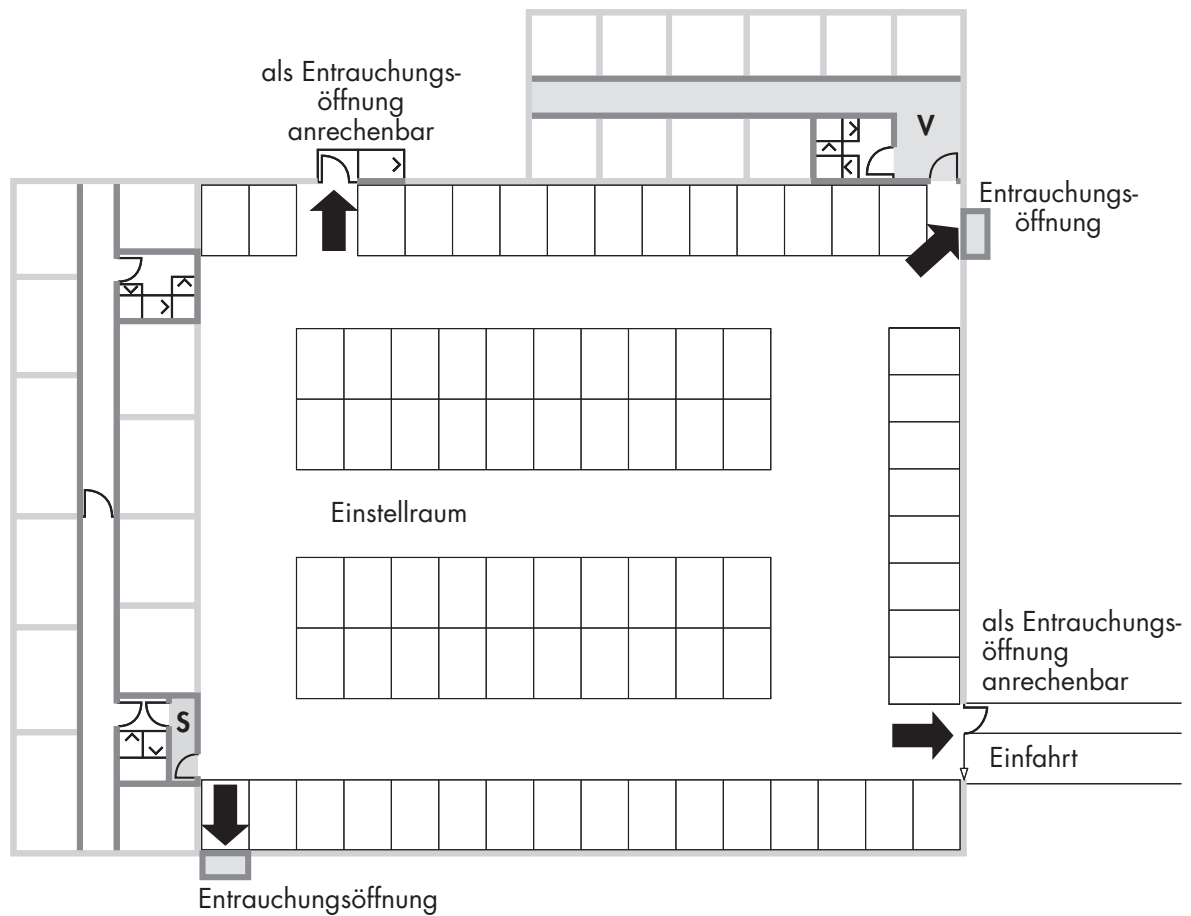 als Entrauchungs-
öffnung
anrechenbar
V
Entrauchungs-
öffnung
Einstellraum
als Entrauchungs-
öffnung
anrechenbar
S
Einfahrt
Entrauchungsöffnung